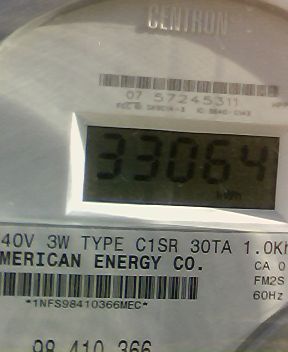 CENTRON
07 57245311
33064
kWh
40V 3W TYPE C1SR 30TA 1.0Kh
MERICAN ENERGY CO.
CA 0
FM2S
*1NFS98410366MEC*
60Hz
98 410 366